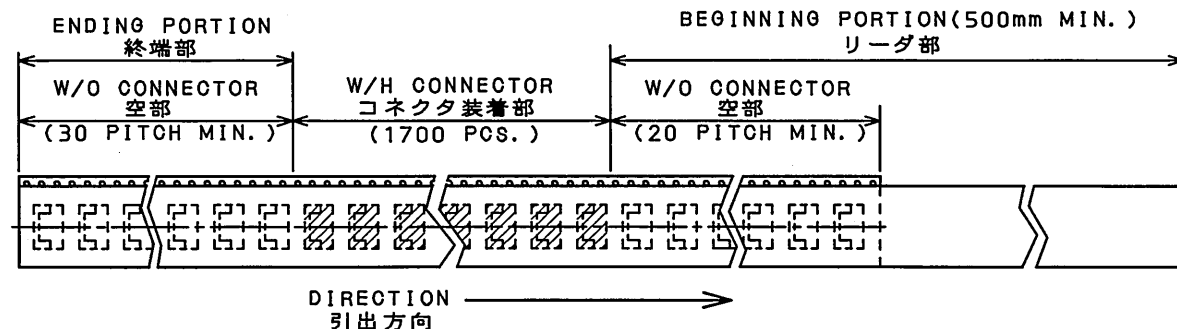 ENDING PORTION
終端部
BEGINNING PORTION(500mm MIN.)
リーダ部
W/O CONNECTOR
空部
(30 PITCH MIN.)
W/H CONNECTOR
コネクタ装着部
(1700 PCS.)
W/O CONNECTOR
空部
(20 PITCH MIN.)
DIRECTION
引出方向